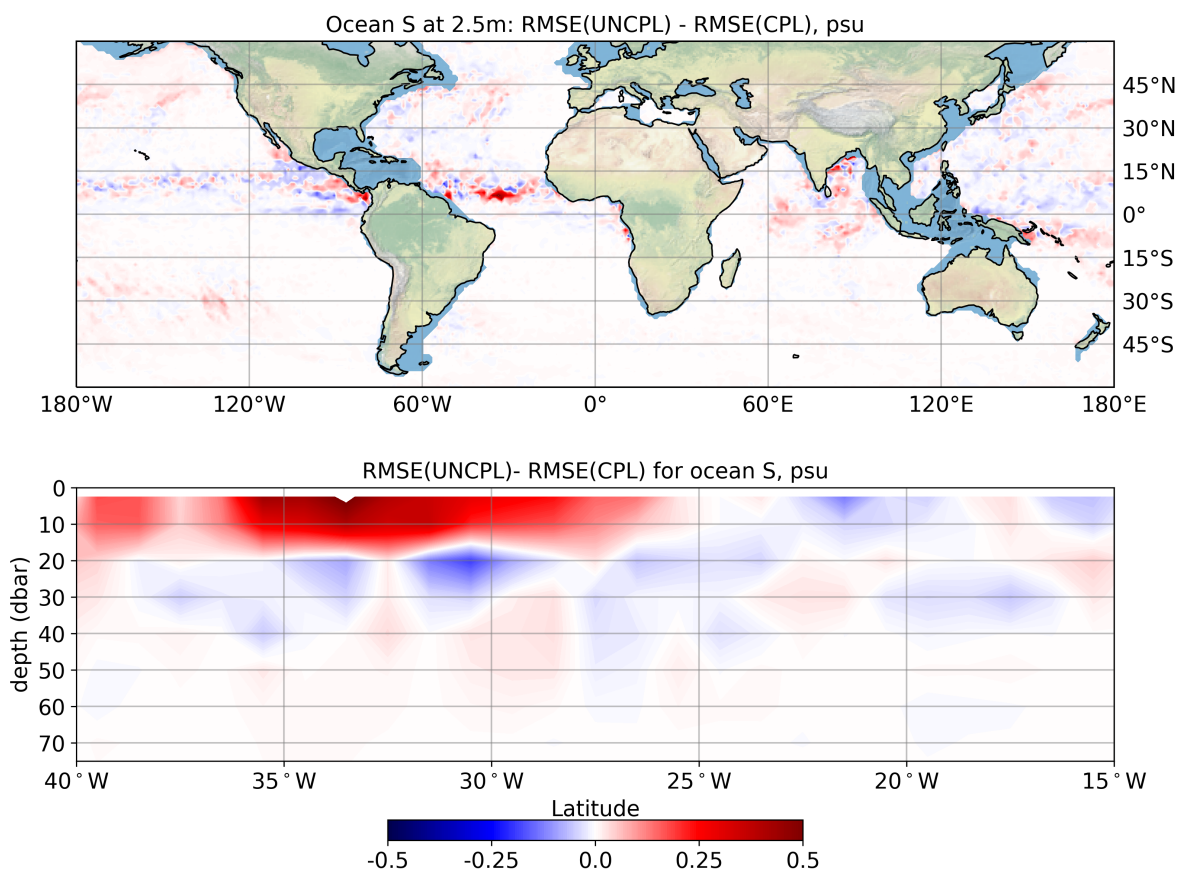 Ocean S at 2.5m: RMSE(UNCPL) - RMSE(CPL), psu
45°N
30°N
15°N
0°
15°S
30°S
45°S
180°W 120°W 60°W 0° 60°E 120°E 180°E
RMSE(UNCPL)- RMSE(CPL) for ocean S, psu
depth (dbar)
0
10
20
30
40
50
60
70
40°W 35°W 30°W 25°W 20°W 15°W
Latitude
-0.5 -0.25 0.0 0.25 0.5